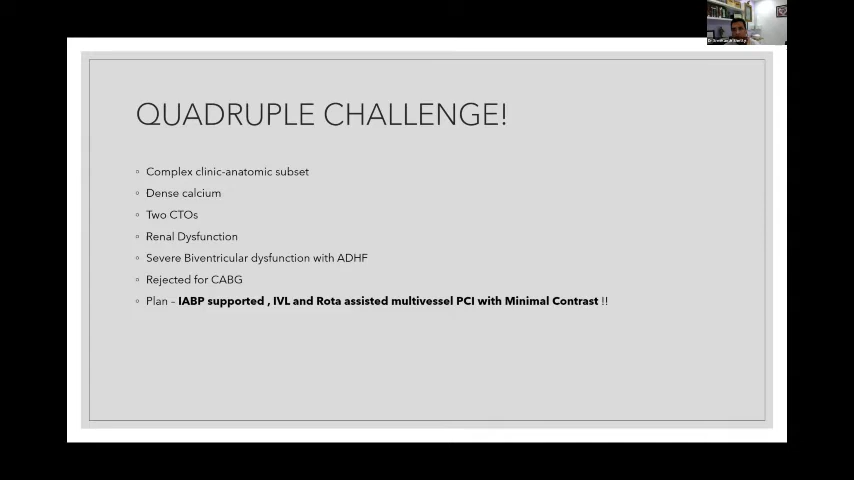 QUADRUPLE CHALLENGE!
Complex clinic-anatomic subset
Dense calcium
Two CTOs
Renal Dysfunction
Severe Biventricular dysfunction with ADHF
Rejected for CABG
Plan – IABP supported , IVL and Rota assisted multivessel PCI with Minimal Contrast !!